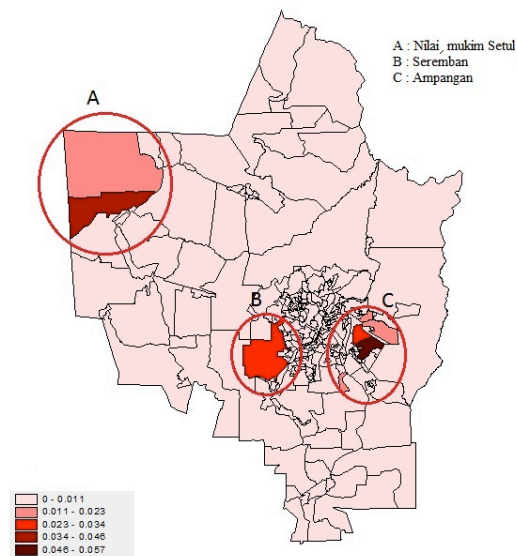 A : Nilai, mukim Setul
B : Seremban
C : Ampangan
A
B
C
0 - 0.011
0.011 - 0.023
0.023 - 0.034
0.034 - 0.046
0.046 - 0.057